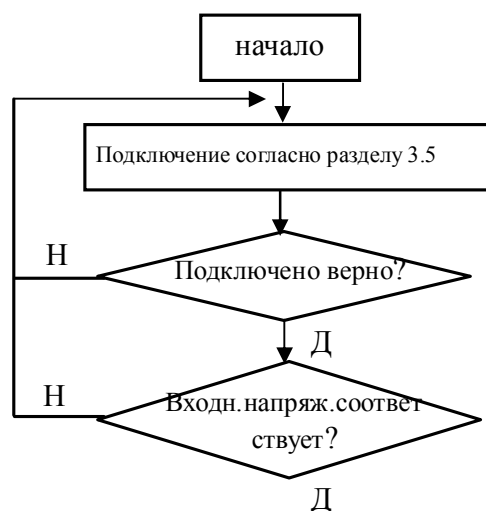 начало
Подключение согласно разделу 3.5
Н
Подключено верно?
Д
Н
Входн.напряж.соответ
ствует?
Д